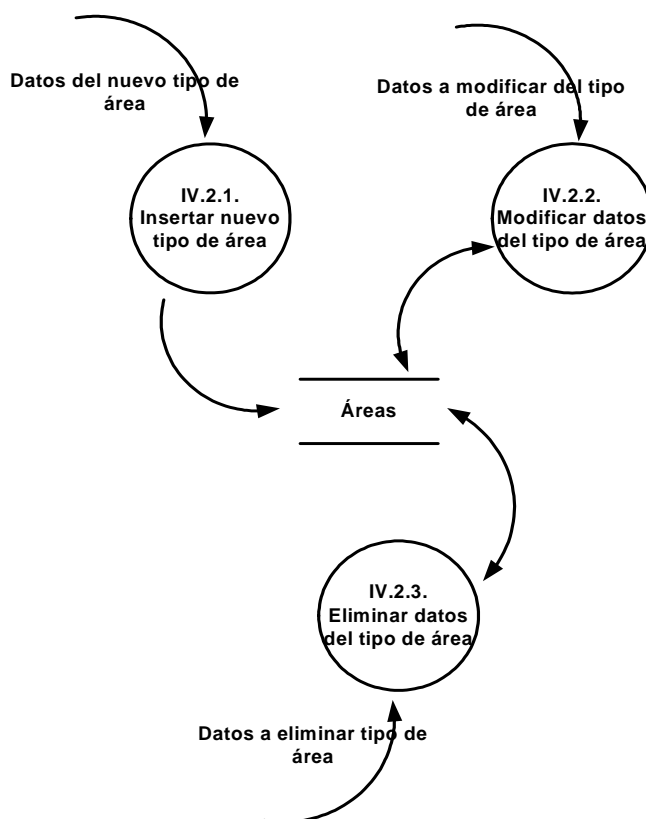 Datos del nuevo tipo de
área
Datos a modificar del tipo
de área
IV.2.1.
Insertar nuevo
tipo de área
IV.2.2.
Modificar datos
del tipo de área
Áreas
IV.2.3.
Eliminar datos
del tipo de área
Datos a eliminar tipo de
área